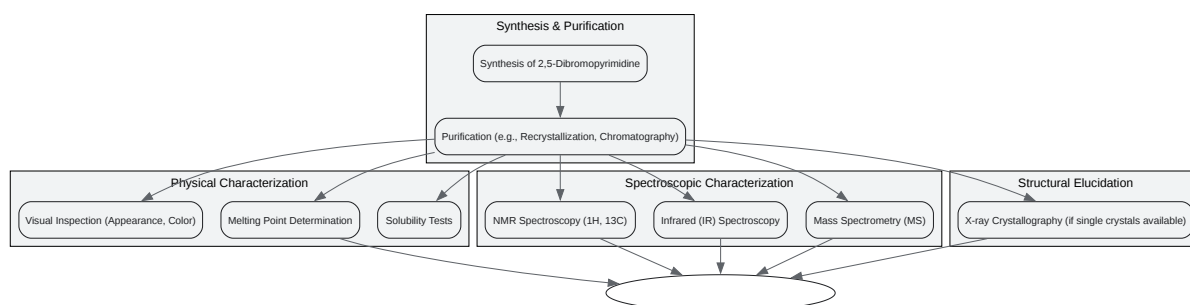 Synthesis & Purification
Synthesis of 2,5-Dibromopyrimidine
Purification (e.g., Recrystallization, Chromatography)
Physical Characterization
Spectroscopic Characterization
Structural Elucidation
Visual Inspection (Appearance, Color)
Melting Point Determination
Solubility Tests
NMR Spectroscopy (1H, 13C)
Infrared (IR) Spectroscopy
Mass Spectrometry (MS)
X-ray Crystallography (if single crystals available)